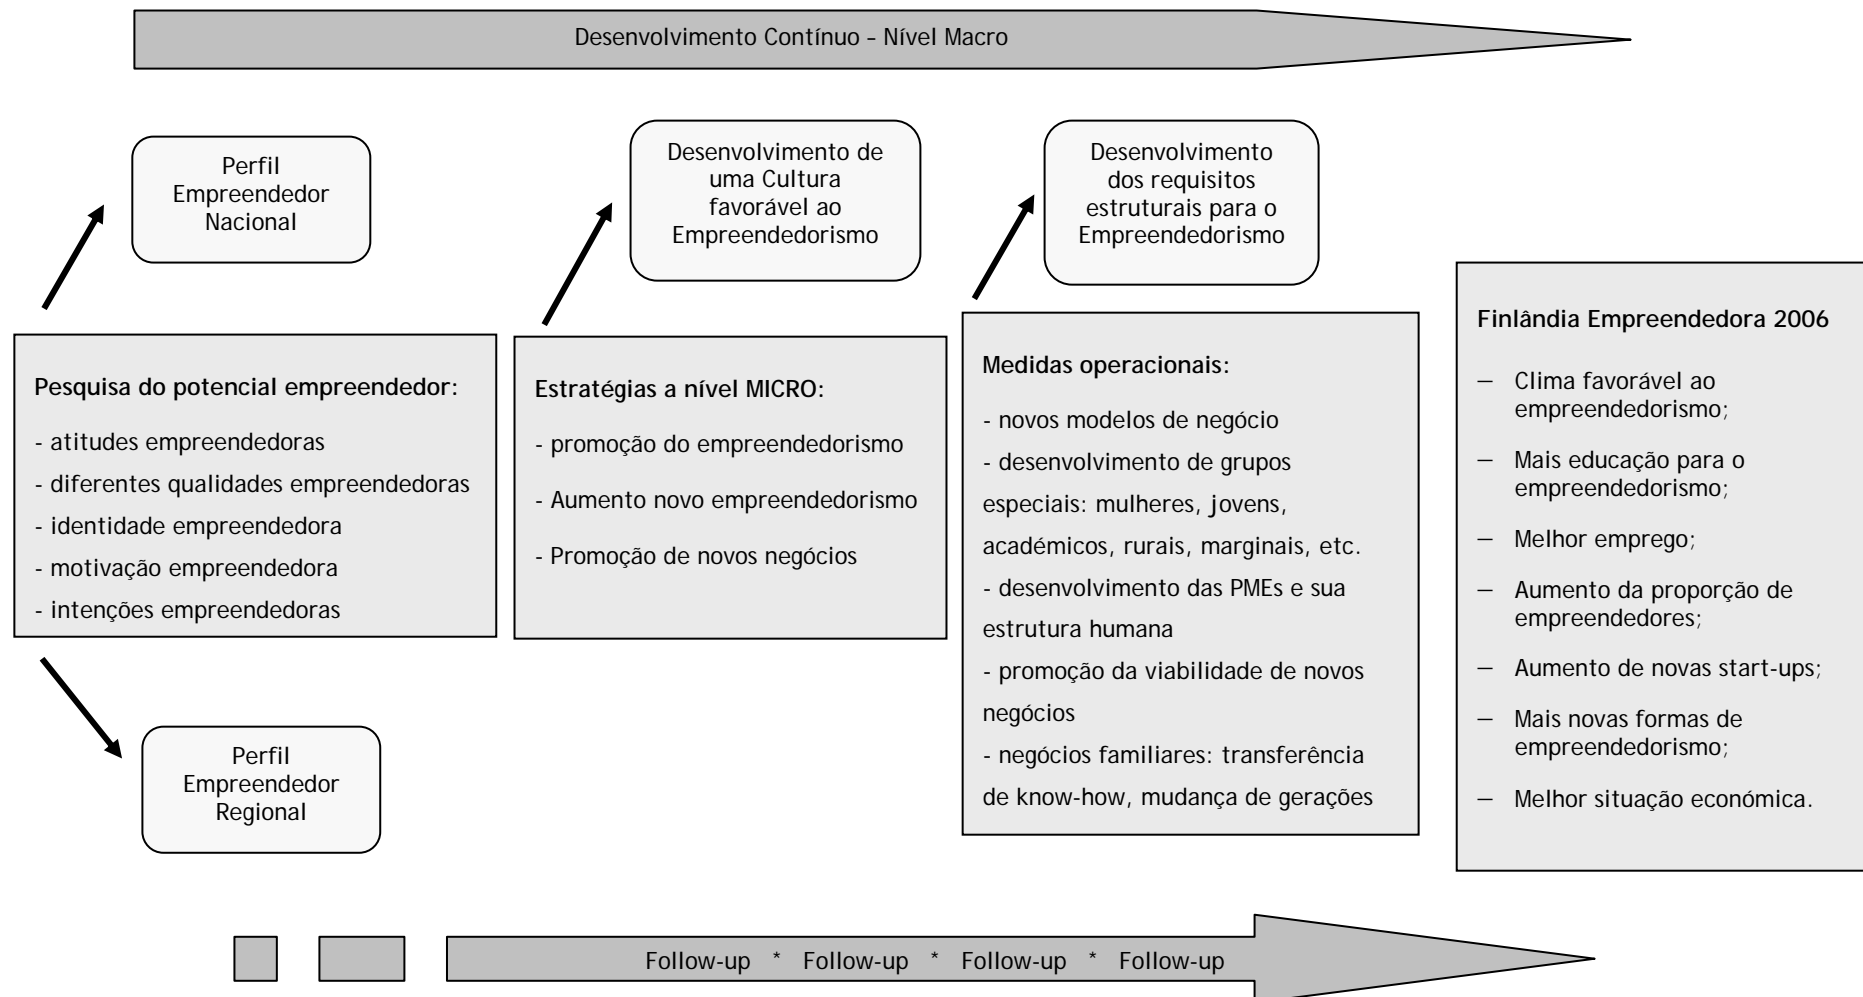 Desenvolvimento Contínuo – Nível Macro
Perfil
Empreendedor
Nacional
Desenvolvimento de
uma Cultura
favorável ao
Empreendedorismo
Desenvolvimento
dos requisitos
estruturais para o
Empreendedorismo
Pesquisa do potencial empreendedor:
- atitudes empreendedoras
- diferentes qualidades empreendedoras
- identidade empreendedora
- motivação empreendedora
- intenções empreendedoras
Estratégias a nível MICRO:
- promoção do empreendedorismo
- Aumento novo empreendedorismo
- Promoção de novos negócios
Medidas operacionais:
- novos modelos de negócio
- desenvolvimento de grupos
especiais: mulheres, jovens,
académicos, rurais, marginais, etc.
- desenvolvimento das PMEs e sua
estrutura humana
- promoção da viabilidade de novos
negócios
- negócios familiares: transferência
de know-how, mudança de gerações
Finlândia Empreendedora 2006
— Clima favorável ao
empreendedorismo;
— Mais educação para o
empreendedorismo;
— Melhor emprego;
— Aumento da proporção de
empreendedores;
— Aumento de novas start-ups;
— Mais novas formas de
empreendedorismo;
— Melhor situação económica.
Perfil
Empreendedor
Regional
Follow-up * Follow-up * Follow-up * Follow-up